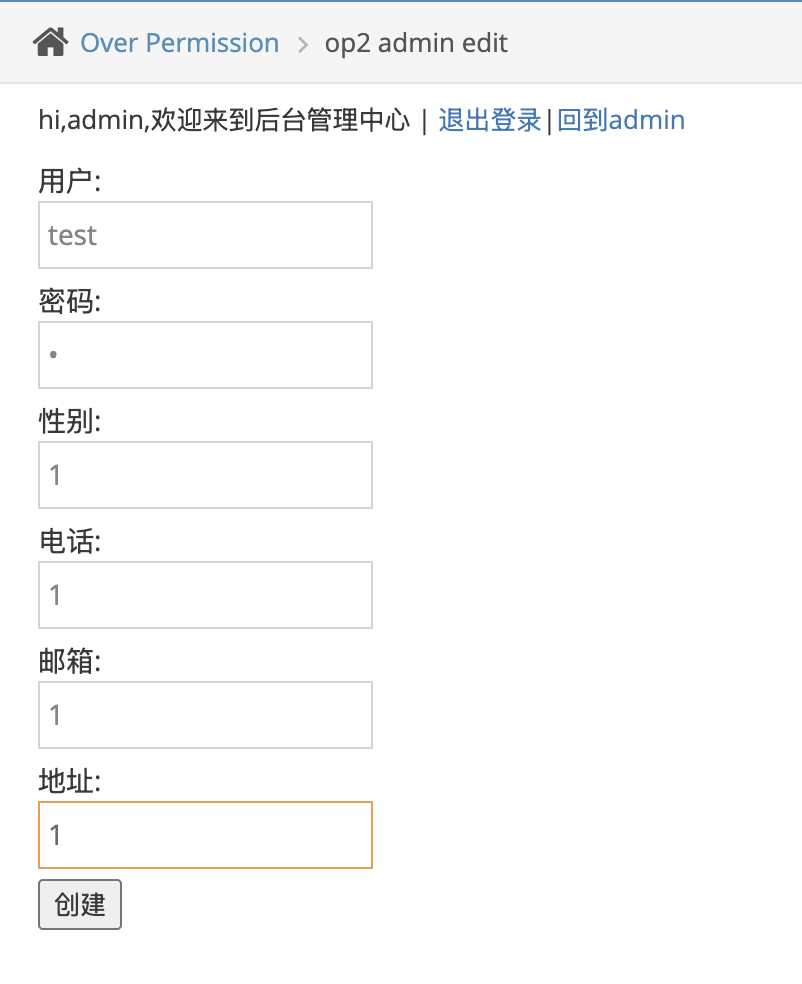 Over Permission > op2 admin edit
hi,admin,欢迎来到后台管理中心 | 退出登录|回到admin
用户:
test
密码:
•
性别:
1
电话:
1
邮箱:
1
地址:
1
创建